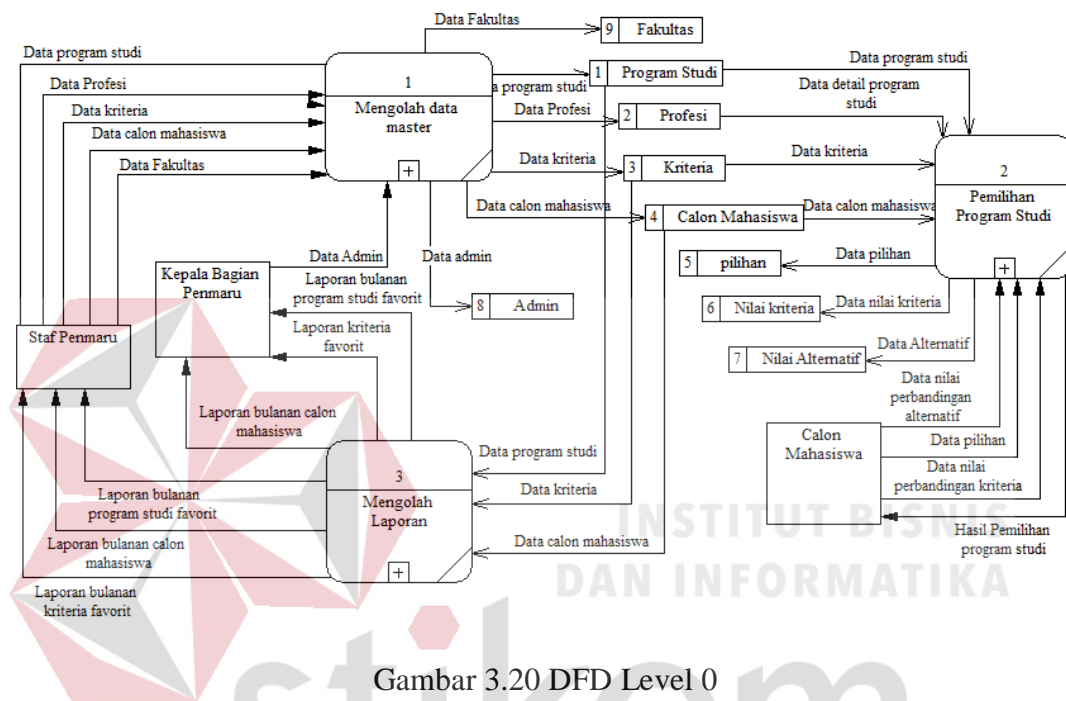 Data Fakultas
9 Fakultas
Data program studi
1
Mengolah data
master
+
Data Profesi
Data kriteria
Data calon mahasiswa
Data Fakultas
a program studi
1 Program Studi
Data program studi
Data detail program
studi
Data Profesi
2 Profesi
Data kriteria
3 Kriteria
Data kriteria
Data calon mahasiswa
4 Calon Mahasiswa
Data calon mahasiswa
2
Pemilihan
Program Studi
+
5 pilihan
Data pilihan
6 Nilai kriteria
Data nilai kriteria
7 Nilai Alternatif
Data Alternatif
Data Admin
Data admin
8 Admin
Kepala Bagian
Penmaru
Laporan bulanan
program studi favorit
Laporan kriteria
favorit
Staf Penmaru
Laporan bulanan calon
mahasiswa
Data nilai
perbandingan
alternatif
Calon
Mahasiswa
Data pilihan
Data nilai
perbandingan kriteria
Hasil Pemilihan
program studi
3
Mengolah
Laporan
+
Data program studi
Data kriteria
Data calon mahasiswa
Laporan bulanan
program studi favorit
Laporan bulanan calon
mahasiswa
Laporan bulanan
kriteria favorit
INSTITUT BISNIS
DAN INFORMATIKA
stikom
Gambar 3.20 DFD Level 0